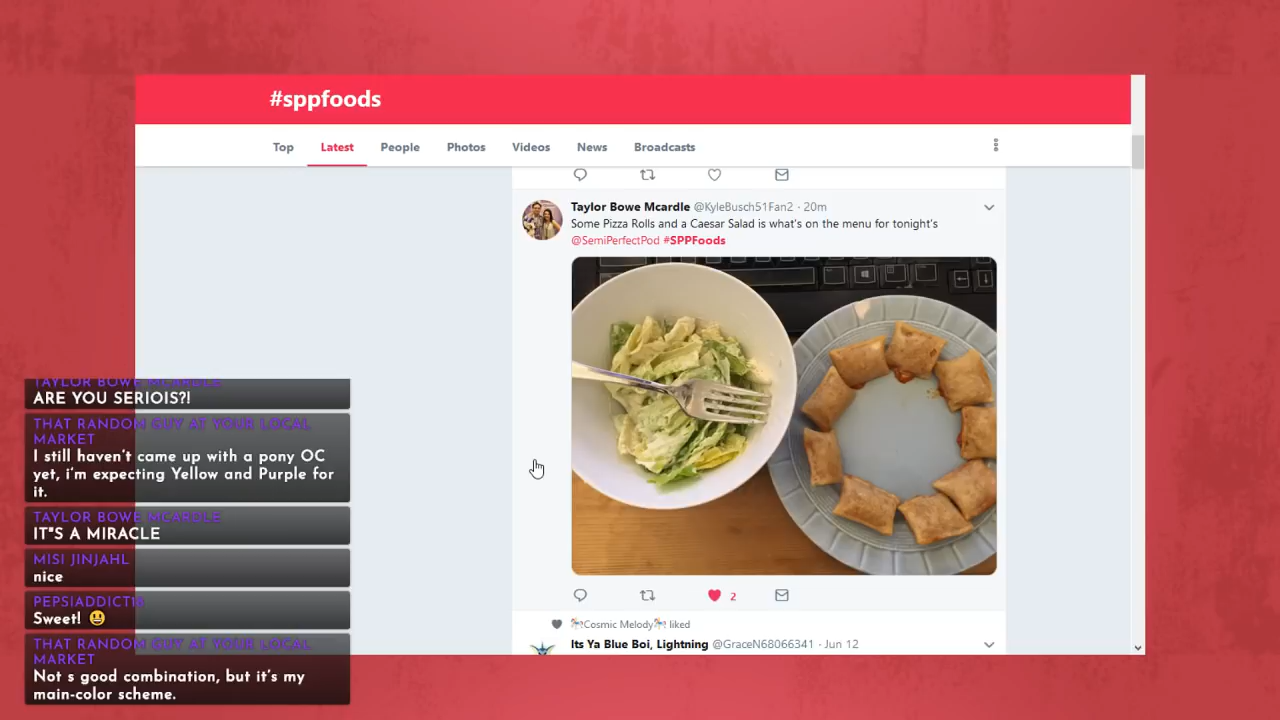 #sppfoods
Top Latest People Photos Videos News Broadcasts
Taylor Bowe Mcardle @KyleBusch51Fan2 · 20m
Some Pizza Rolls and a Caesar Salad is what's on the menu for tonight's
@SemiPerfectPod #SPPFoods
2
Cosmic Melody liked
Its Ya Blue Boi, Lightning @GraceN68066341 · Jun 12
TAYLOR BOWE MCARDLE
ARE YOU SERIOIS?!
THAT RANDOM GUY AT YOUR LOCAL
MARKET
I still haven't came up with a pony OC
yet, i'm expecting Yellow and Purple for
it.
TAYLOR BOWE MCARDLE
IT"S A MIRACLE
MISI JINJAHL
nice
PEPSIADDICT16
Sweet! 😃
THAT RANDOM GUY AT YOUR LOCAL
MARKET
Not s good combination, but it's my
main-color scheme.